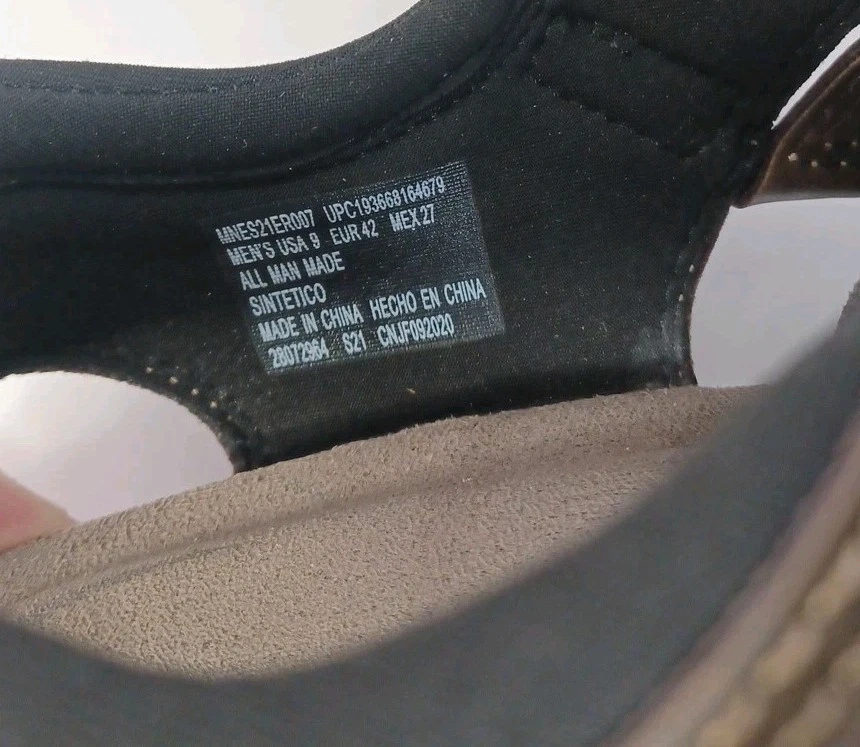 MNES21ER007 UPC193668164679
MEN'S USA 9 EUR 42 MEX 27
ALL MAN MADE
SINTETICO
MADE IN CHINA HECHO EN CHINA
28072964 S21 CNJF092020